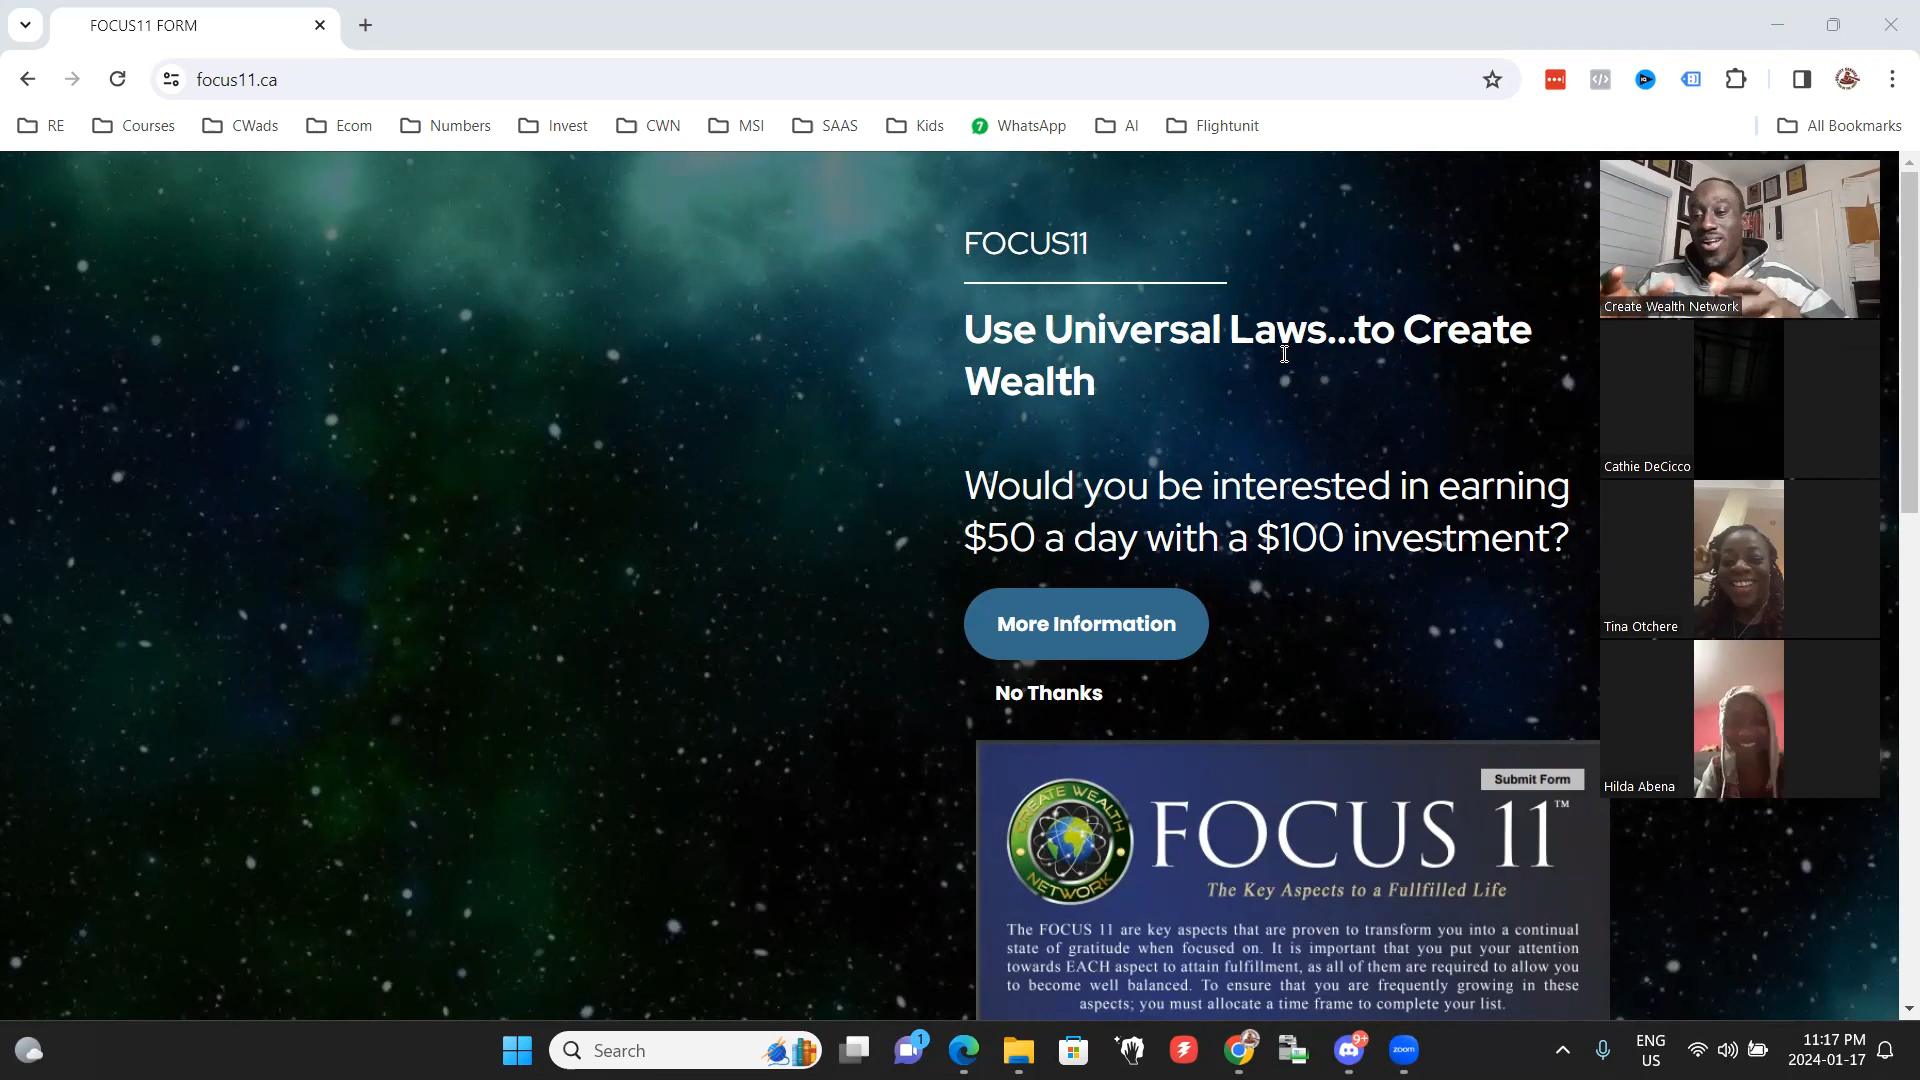 FOCUS11 FORM
focus11.ca
RE
Courses
CWads
Ecom
Numbers
Invest
CWN
MSI
SAAS
Kids
7
WhatsApp
AI
Flightunit
All Bookmarks
FOCUS11
Use Universal Laws...to Create
Wealth
Would you be interested in earning
$50 a day with a $100 investment?
More Information
No Thanks
Submit Form
CREATE WEALTH
NETWORK
FOCUS 11™
The Key Aspects to a Fullfilled Life
The FOCUS 11 are key aspects that are proven to transform you into a continual
state of gratitude when focused on. It is important that you put your attention
towards EACH aspect to attain fulfillment, as all of them are required to allow you
to become well balanced. To ensure that you are frequently growing in these
aspects; you must allocate a time frame to complete your list.
Create Wealth Network
Cathie DeCicco
Tina Otchere
Hilda Abena
Search
1
9+
zoom
ENG
US
11:17 PM
2024-01-17